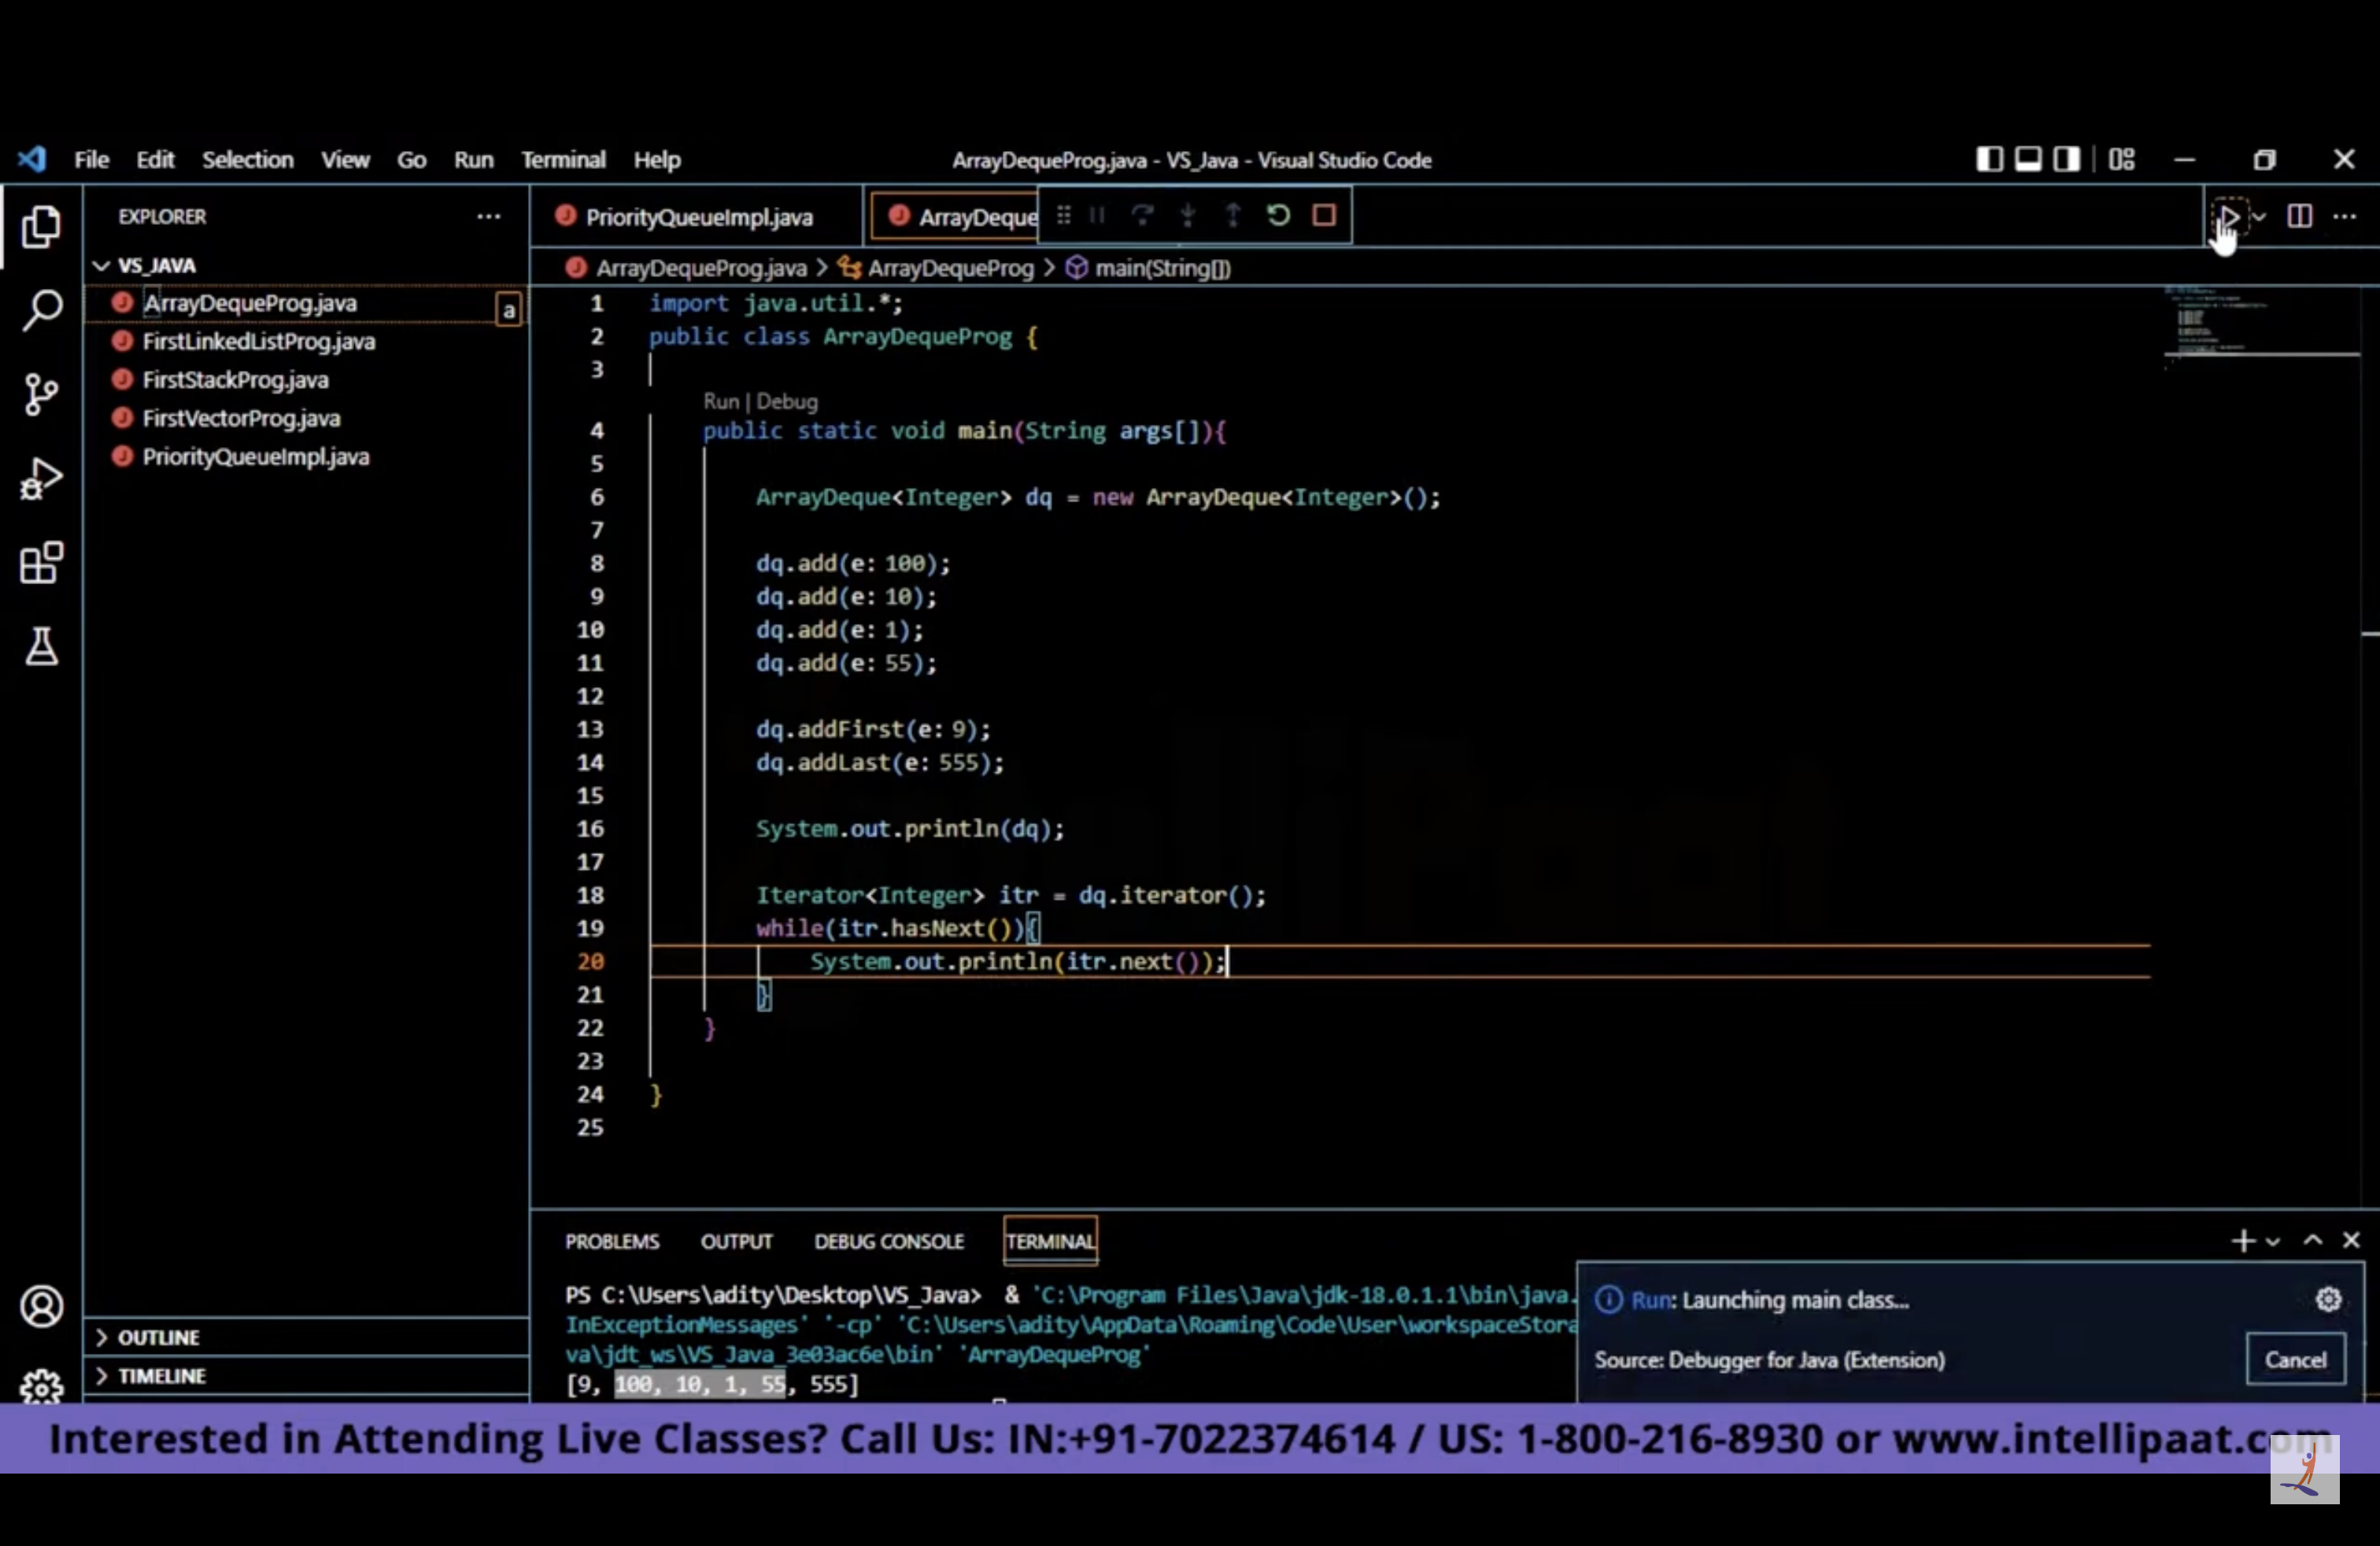 File Edit Selection View Go Run Terminal Help ArrayDequeProg.java - VS_Java - Visual Studio Code
EXPLORER
VS_JAVA
ArrayDequeProg.java a
FirstLinkedListProg.java
FirstStackProg.java
FirstVectorProg.java
PriorityQueueImpl.java
OUTLINE
TIMELINE
PriorityQueueImpl.java ArrayDeque
ArrayDequeProg.java > ArrayDequeProg > main(String[])
1 import java.util.*;
2 public class ArrayDequeProg {
3
Run | Debug
4 public static void main(String args[]){
5
6 ArrayDeque<Integer> dq = new ArrayDeque<Integer>();
7
8 dq.add(e: 100);
9 dq.add(e: 10);
10 dq.add(e: 1);
11 dq.add(e: 55);
12
13 dq.addFirst(e: 9);
14 dq.addLast(e: 555);
15
16 System.out.println(dq);
17
18 Iterator<Integer> itr = dq.iterator();
19 while(itr.hasNext()){
20 System.out.println(itr.next());
21 }
22 }
23
24 }
25
PROBLEMS OUTPUT DEBUG CONSOLE TERMINAL
PS C:\Users\adity\Desktop\VS_Java> & 'C:\Program Files\Java\jdk-18.0.1.1\bin\java.
InExceptionMessages' '-cp' 'C:\Users\adity\AppData\Roaming\Code\User\workspaceStora
va\jdt_ws\VS_Java_3e03ac6e\bin' 'ArrayDequeProg'
[9, 100, 10, 1, 55, 555]
Run: Launching main class...
Source: Debugger for Java (Extension) Cancel
Interested in Attending Live Classes? Call Us: IN:+91-7022374614 / US: 1-800-216-8930 or www.intellipaat.com